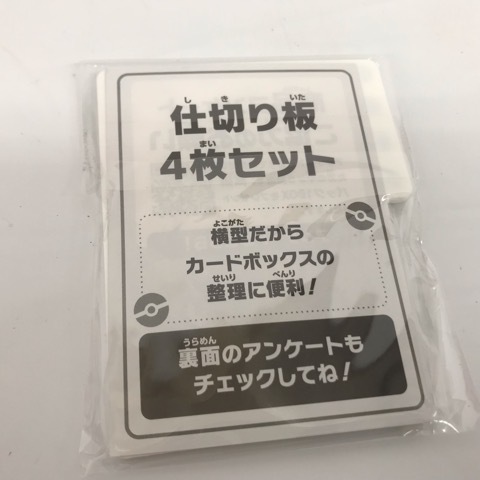 仕切り板
4枚セット
横型だから
カードボックスの
整理に便利!
裏面のアンケートも
チェックしてね!